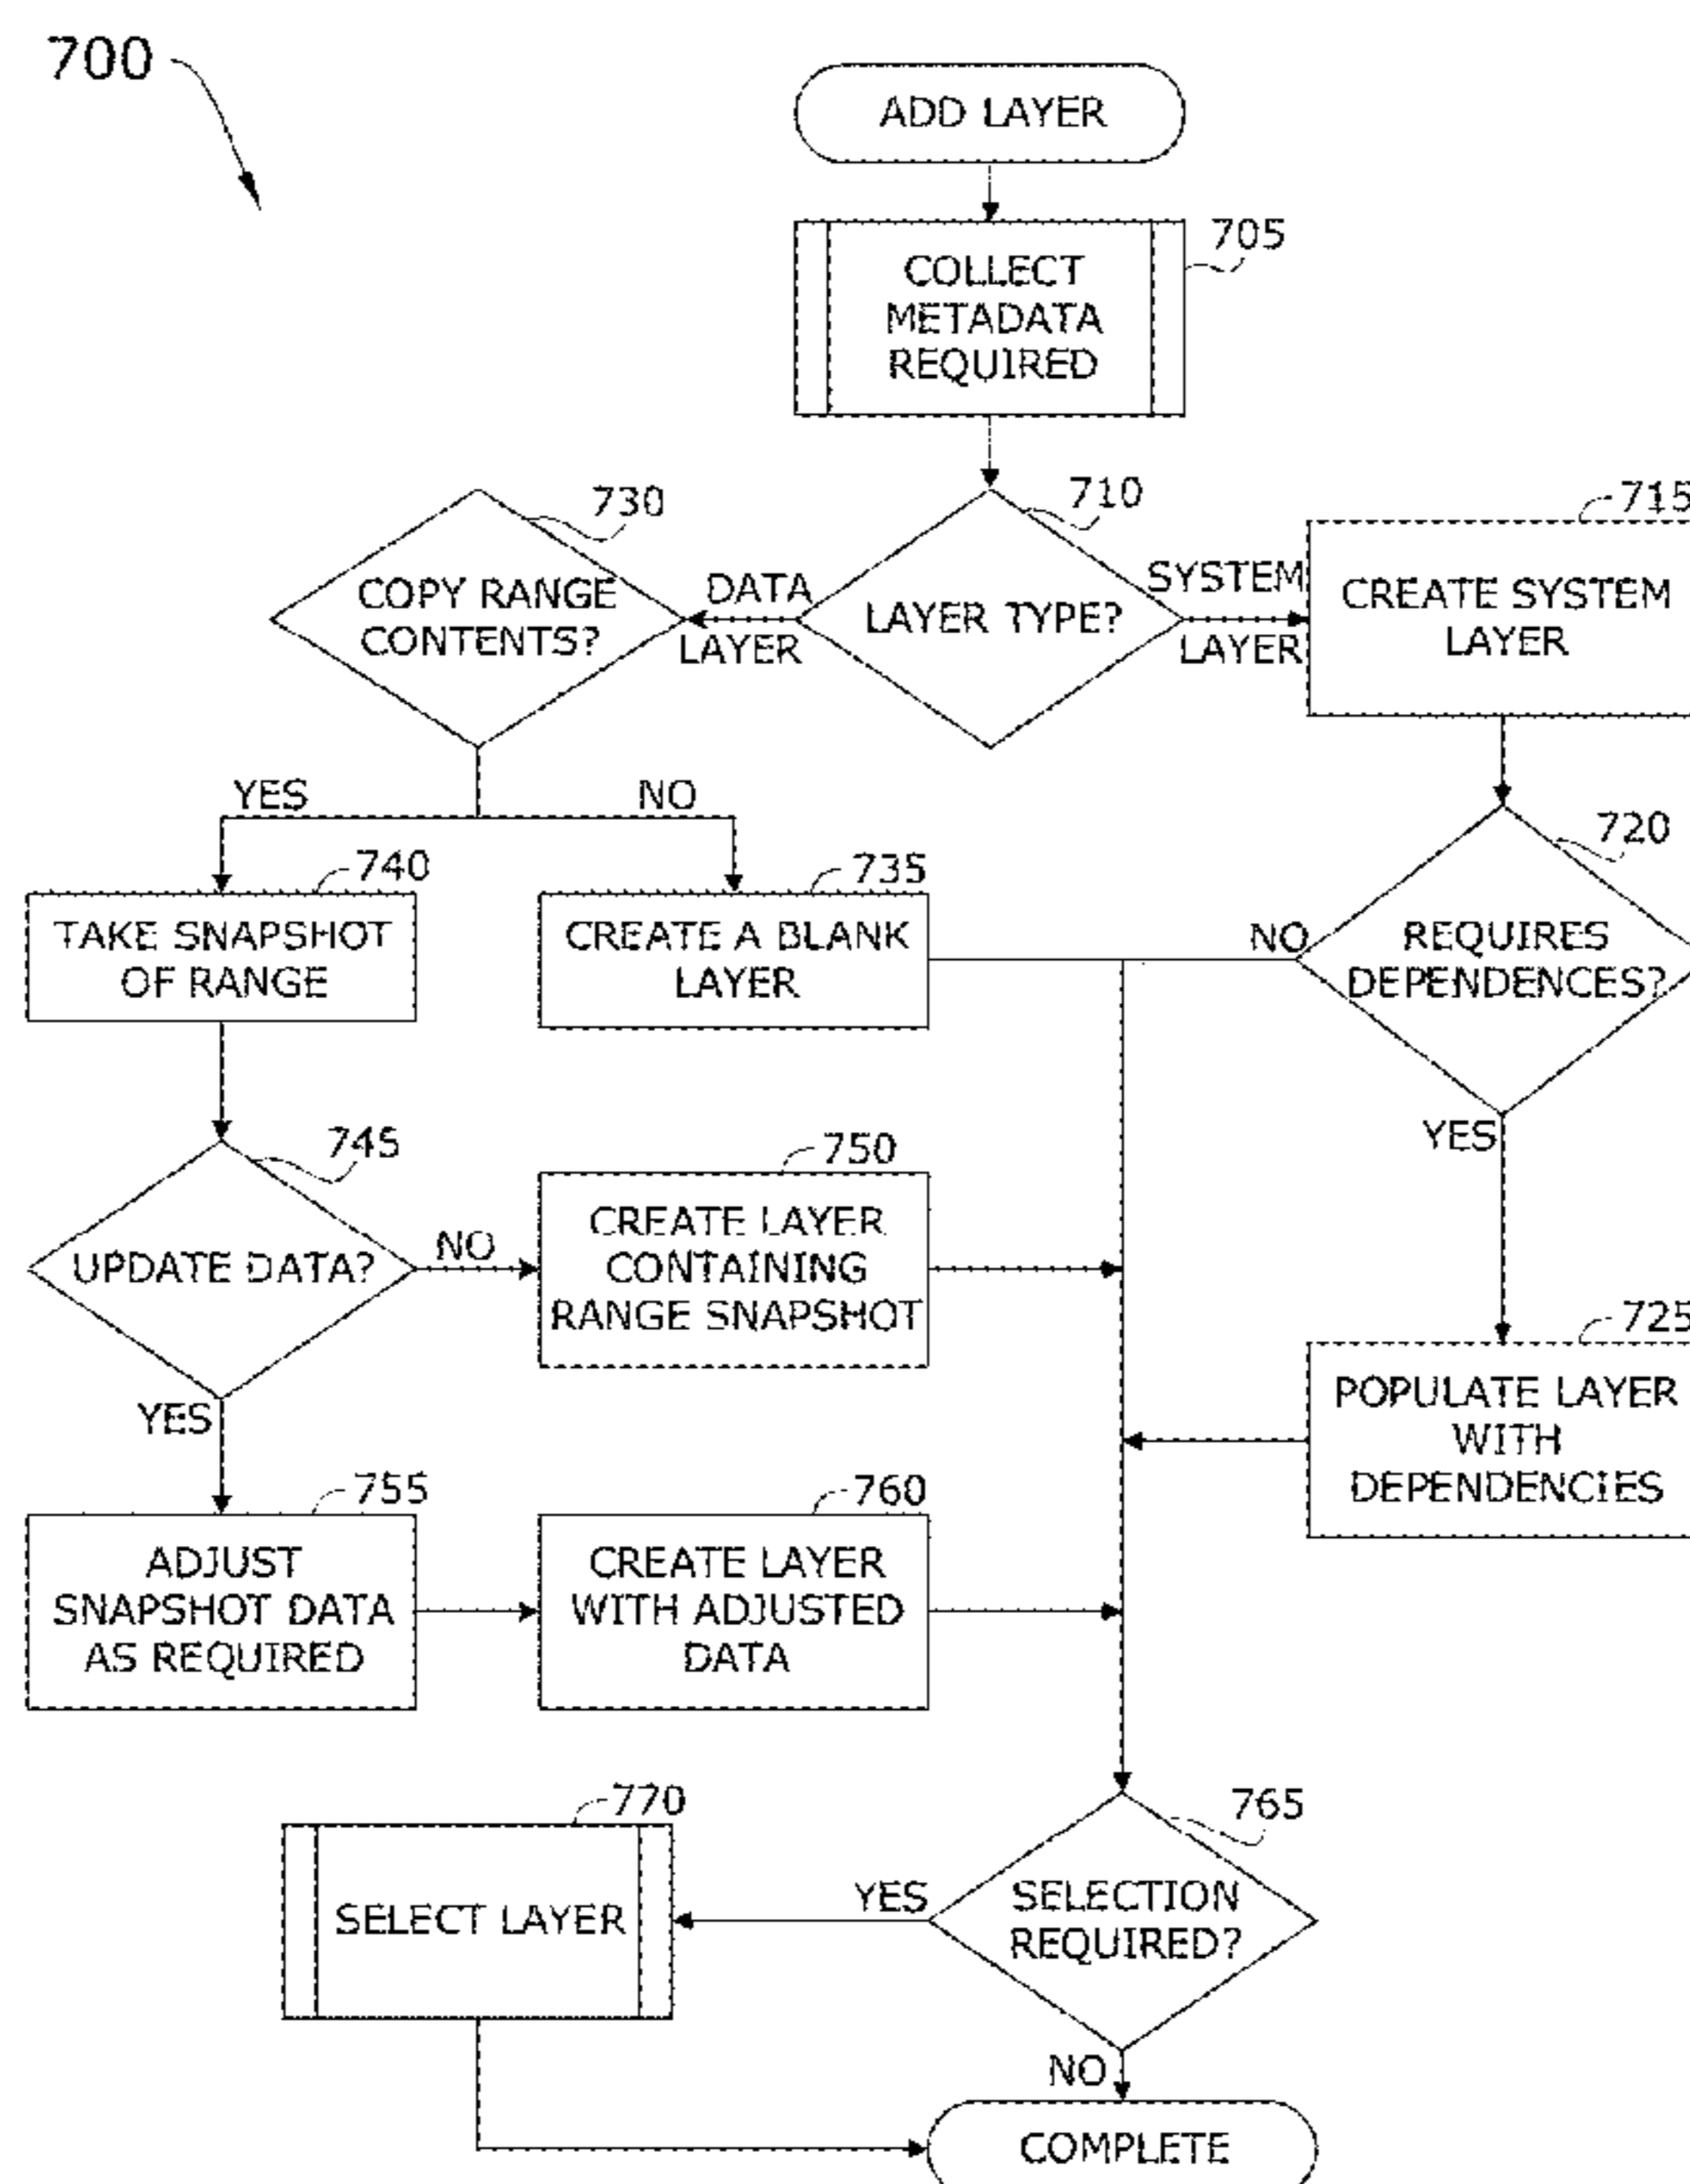 700
ADD LAYER
705
COLLECT
METADATA
REQUIRED
730
710
715
COPY RANGE
CONTENTS?
DATA
LAYER
LAYER TYPE?
SYSTEM
LAYER
CREATE SYSTEM
LAYER
YES
NO
720
740
735
TAKE SNAPSHOT
OF RANGE
CREATE A BLANK
LAYER
NO
REQUIRES
DEPENDENCES?
YES
745
750
UPDATE DATA?
NO
CREATE LAYER
CONTAINING
RANGE SNAPSHOT
725
POPULATE LAYER
WITH
DEPENDENCIES
YES
755
760
ADJUST
SNAPSHOT DATA
AS REQUIRED
CREATE LAYER
WITH ADJUSTED
DATA
770
765
SELECT LAYER
YES
SELECTION
REQUIRED?
NO
COMPLETE